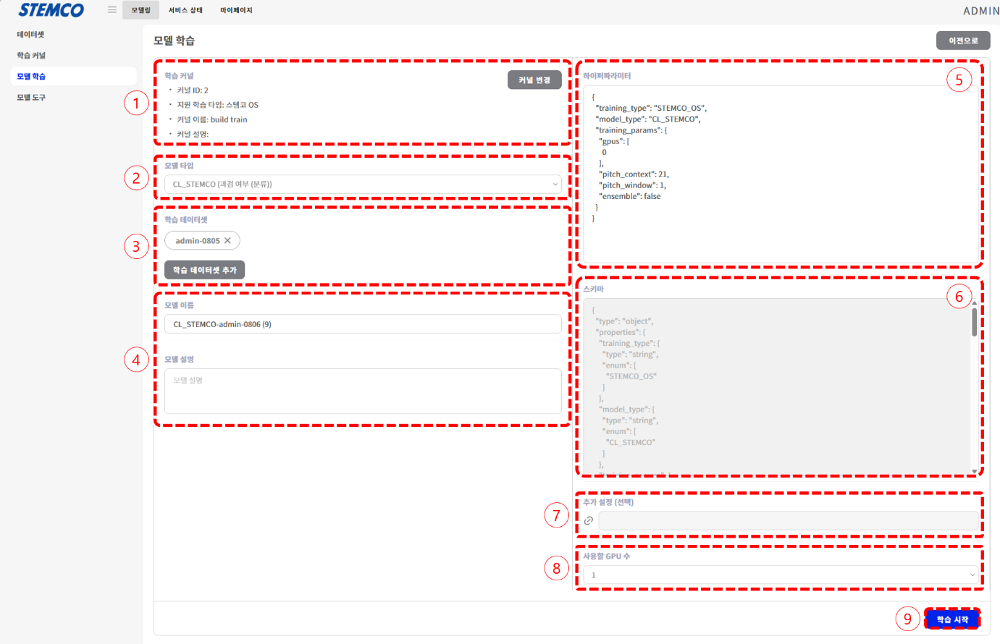 STEMCO
모델링
서비스 상태
마이페이지
ADMIN
데이터셋
학습 커널
모델 학습
모델 도구
모델 학습
이전으로
1
학습 커널
커널 변경
· 커널 ID: 2
· 지원 학습 타입: 스템코 OS
· 커널 이름: build train
· 커널 설명:
2
모델 타입
CL_STEMCO (과검 여부 (분류))
3
학습 데이터셋
admin-0805 ×
학습 데이터셋 추가
4
모델 이름
CL_STEMCO-admin-0806 (9)
모델 설명
모델 설명
하이퍼파라미터
5
{
"training_type": "STEMCO_OS",
"model_type": "CL_STEMCO",
"training_params": {
"gpus": [
0
],
"pitch_context": 21,
"pitch_window": 1,
"ensemble": false
}
}
스키마
6
{
"type": "object",
"properties": {
"training_type": {
"type": "string",
"enum": [
"STEMCO_OS"
]
},
"model_type": {
"type": "string",
"enum": [
"CL_STEMCO"
]
},
7
추가 설정 (선택)
8
사용할 GPU 수
1
9
학습 시작